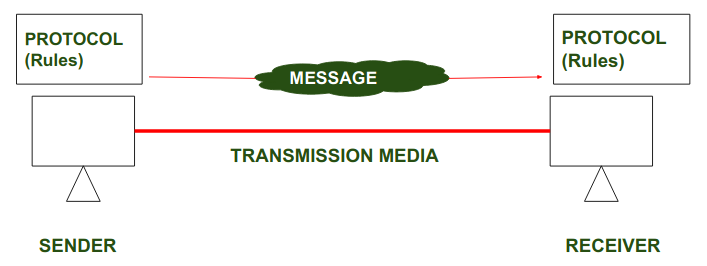 PROTOCOL
(Rules)
PROTOCOL
(Rules)
MESSAGE
TRANSMISSION MEDIA
SENDER
RECEIVER